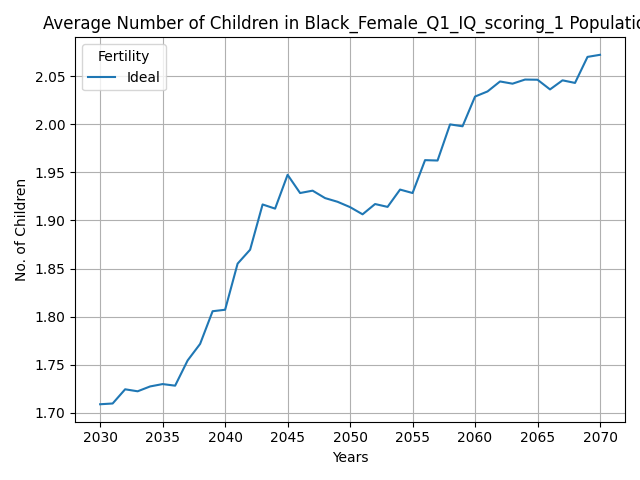 Average Number of Children in Black_Female_Q1_IQ_scoring_1 Populatio
Fertility
Ideal
No. of Children
2.05
2.00
1.95
1.90
1.85
1.80
1.75
1.70
2030 2035 2040 2045 2050 2055 2060 2065 2070
Years